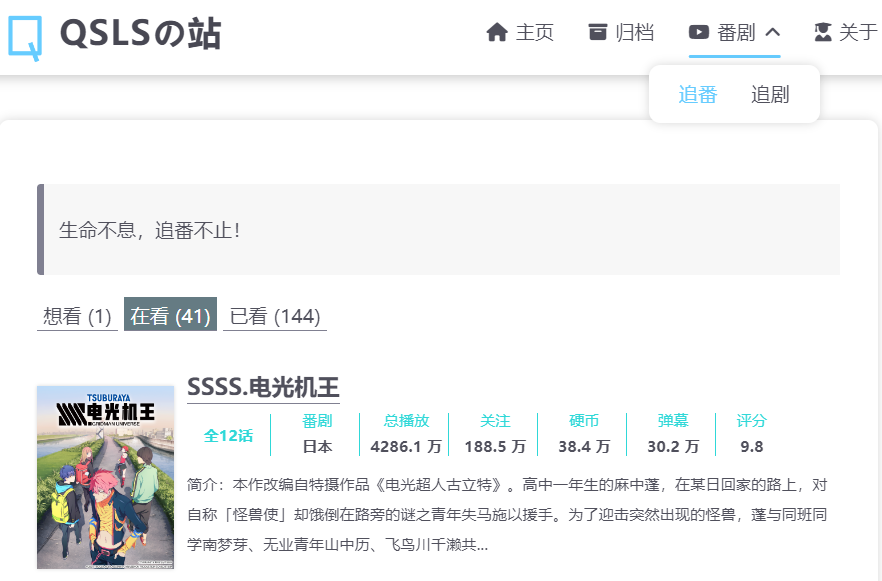 QSLSの站
主页 归档 番剧 关于
追番 追剧
生命不息，追番不止！
想看 (1) 在看 (41) 已看 (144)
SSSS.电光机王
TSUBURAYA
电光机王
GRIDMAN UNIVERSE
全12话
番剧 总播放 关注 硬币 弹幕 评分
日本 4286.1 万 188.5 万 38.4 万 30.2 万 9.8
简介：本作改编自特摄作品《电光超人古立特》。高中一年生的麻中蓬，在某日回家的路上，对
自称「怪兽使」却饿倒在路旁的谜之青年失马施以援手。为了迎击突然出现的怪兽，蓬与同班同
学南梦芽、无业青年山中历、飞鸟川千濑共...